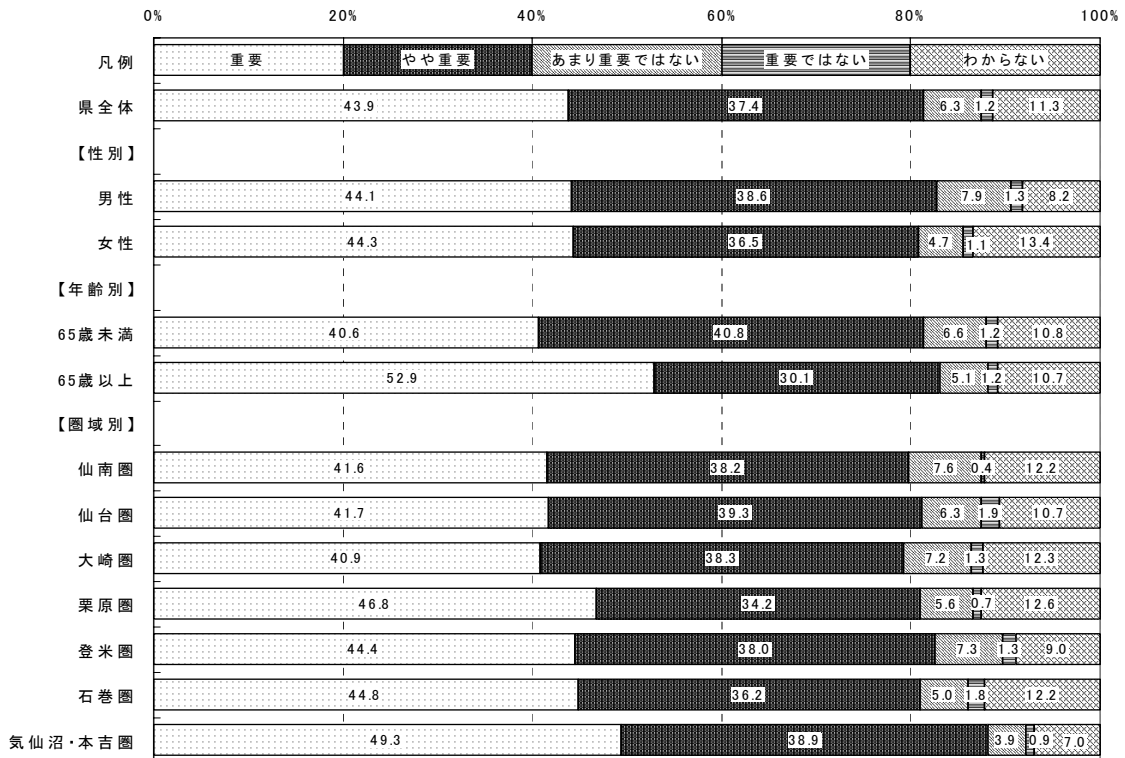 0% 20% 40% 60% 80% 100%
凡例 重要 やや重要 あまり重要ではない 重要ではない わからない
県全体 43.9 37.4 6.3 1.2 11.3
【性別】
男性 44.1 38.6 7.9 1.3 8.2
女性 44.3 36.5 4.7 1.1 13.4
【年齢別】
65歳未満 40.6 40.8 6.6 1.2 10.8
65歳以上 52.9 30.1 5.1 1.2 10.7
【圏域別】
仙南圏 41.6 38.2 7.6 0.4 12.2
仙台圏 41.7 39.3 6.3 1.9 10.7
大崎圏 40.9 38.3 7.2 1.3 12.3
栗原圏 46.8 34.2 5.6 0.7 12.6
登米圏 44.4 38.0 7.3 1.3 9.0
石巻圏 44.8 36.2 5.0 1.8 12.2
気仙沼・本吉圏 49.3 38.9 3.9 0.9 7.0